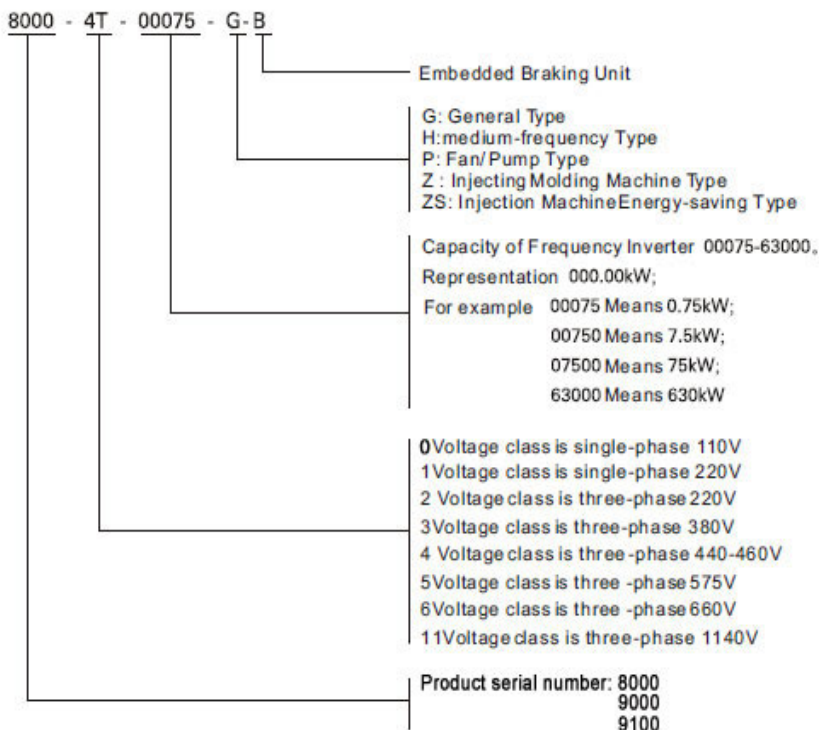 8000 - 4T - 00075 - G-B
Embedded Braking Unit
G: General Type
H:medium-frequency Type
P: Fan/Pump Type
Z : Injecting Molding Machine Type
ZS: Injection MachineEnergy-saving Type
Capacity of Frequency Inverter 00075-63000。
Representation 000.00kW;
For example 00075 Means 0.75kW;
00750 Means 7.5kW;
07500 Means 75kW;
63000 Means 630kW
0Voltage class is single-phase 110V
1Voltage class is single-phase 220V
2 Voltage class is three-phase 220V
3Voltage class is three-phase 380V
4 Voltage class is three-phase 440-460V
5Voltage class is three -phase 575V
6Voltage class is three -phase 660V
11Voltage class is three-phase 1140V
Product serial number: 8000
9000
9100